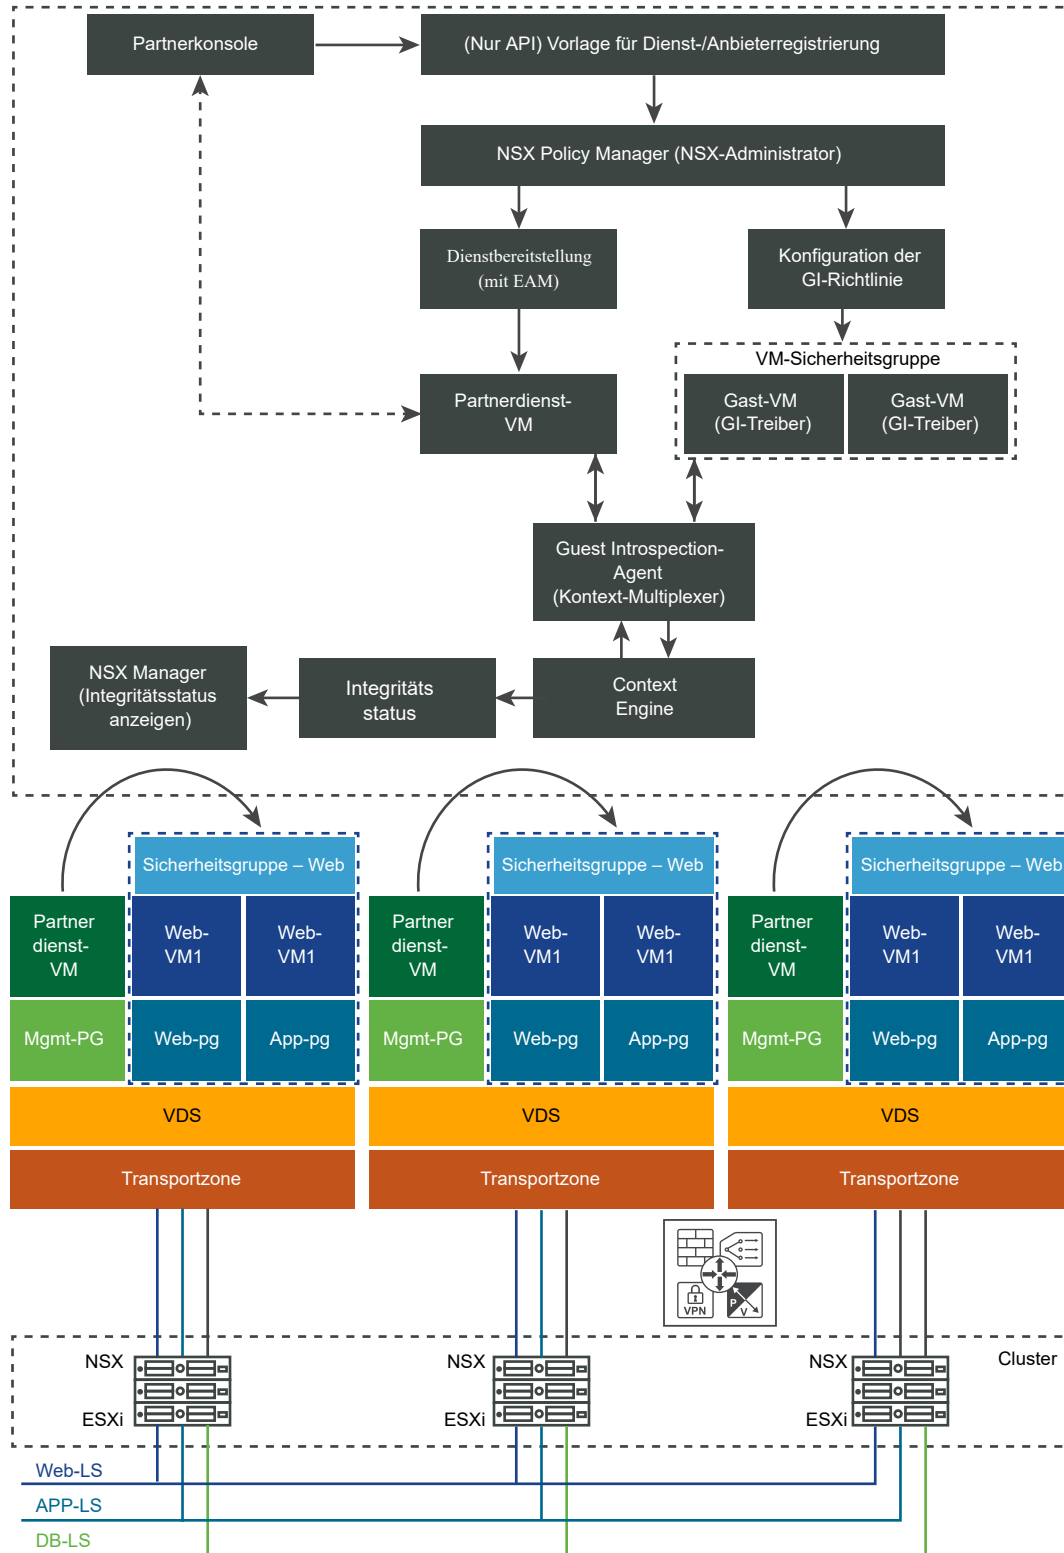 Partnerkonsole
(Nur API) Vorlage für Dienst-/Anbieterregistrierung
NSX Policy Manager (NSX-Administrator)
Dienstbereitstellung
(mit EAM)
Konfiguration der
GI-Richtlinie
VM-Sicherheitsgruppe
Partnerdienst-
VM
Gast-VM
(GI-Treiber)
Gast-VM
(GI-Treiber)
Guest Introspection-
Agent
(Kontext-Multiplexer)
NSX Manager
(Integritätsstatus
anzeigen)
Integritäts
status
Context
Engine
Sicherheitsgruppe – Web
Partner
dienst-
VM
Web-
VM1
Web-
VM1
Mgmt-PG
Web-pg
App-pg
VDS
Transportzone
Sicherheitsgruppe – Web
Partner
dienst-
VM
Web-
VM1
Web-
VM1
Mgmt-PG
Web-pg
App-pg
VDS
Transportzone
Sicherheitsgruppe – Web
Partner
dienst-
VM
Web-
VM1
Web-
VM1
Mgmt-PG
Web-pg
App-pg
VDS
Transportzone
VPN
P
V
NSX
ESXi
NSX
ESXi
NSX
ESXi
Cluster
Web-LS
APP-LS
DB-LS